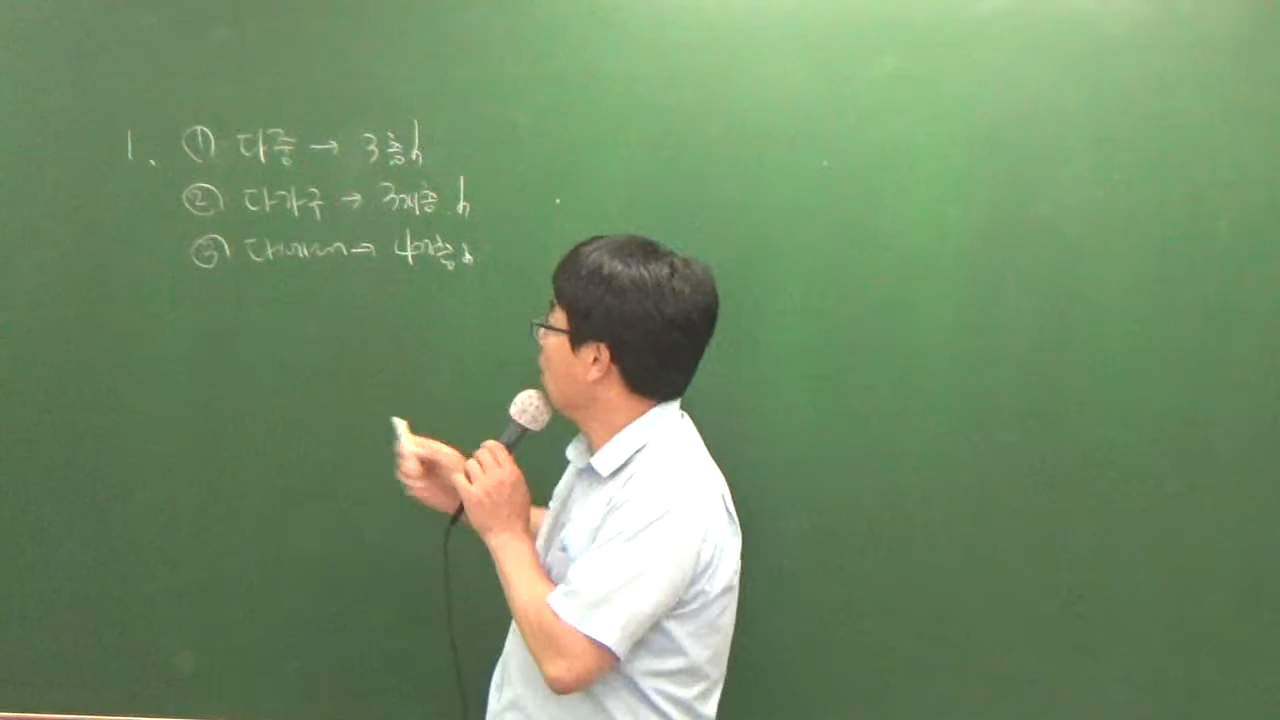 1. ① 다중 → 3층
② 다가구 → 3개층
③ 다세대 → 4개층